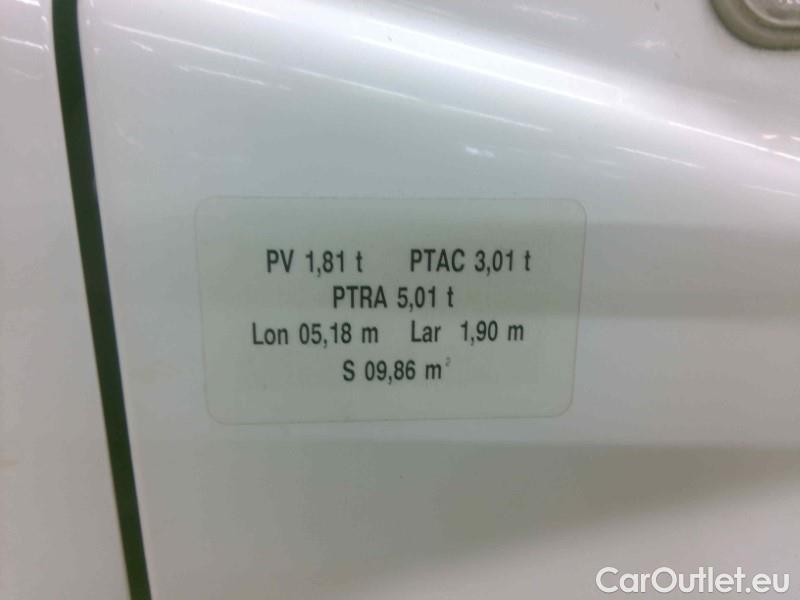 PV 1,81 t PTAC 3,01 t
PTRA 5,01 t
Lon 05,18 m Lar 1,90 m
S 09,86 m²
CarOutlet.eu